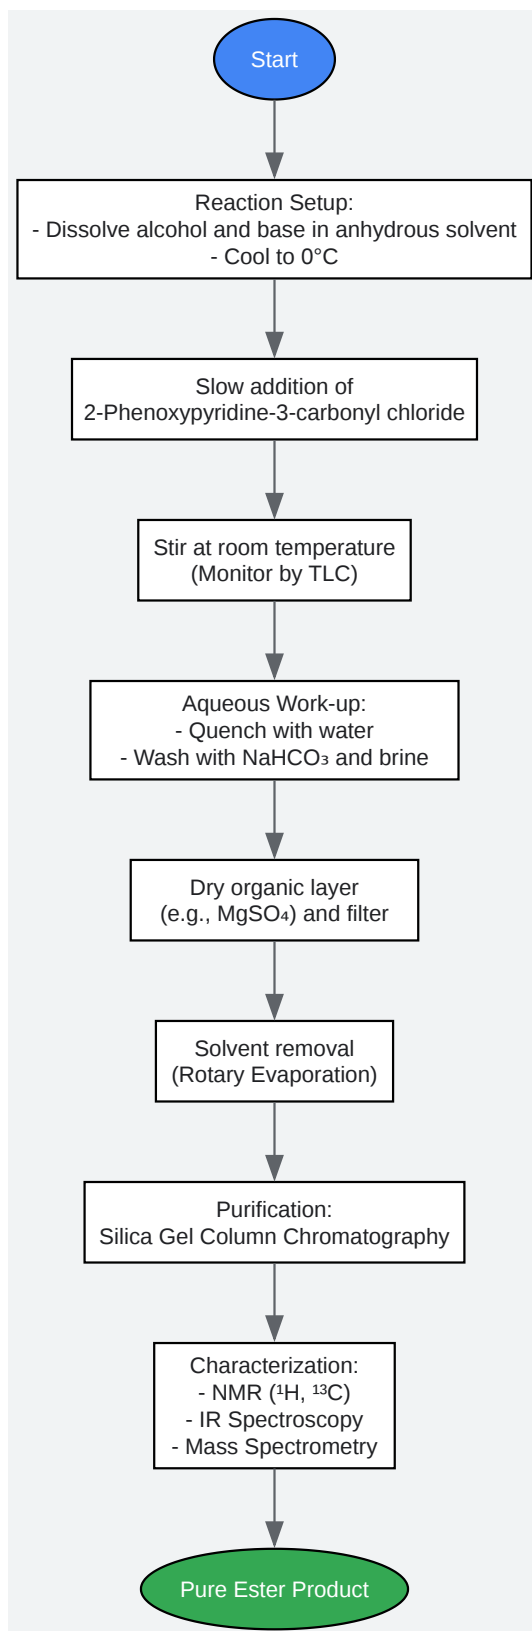 Start
Reaction Setup:
- Dissolve alcohol and base in anhydrous solvent
- Cool to 0°C
Slow addition of
2-Phenoxypyridine-3-carbonyl chloride
Stir at room temperature
(Monitor by TLC)
Aqueous Work-up:
- Quench with water
- Wash with NaHCO₃ and brine
Dry organic layer
(e.g., MgSO₄) and filter
Solvent removal
(Rotary Evaporation)
Purification:
Silica Gel Column Chromatography
Characterization:
- NMR (¹H, ¹³C)
- IR Spectroscopy
- Mass Spectrometry
Pure Ester Product